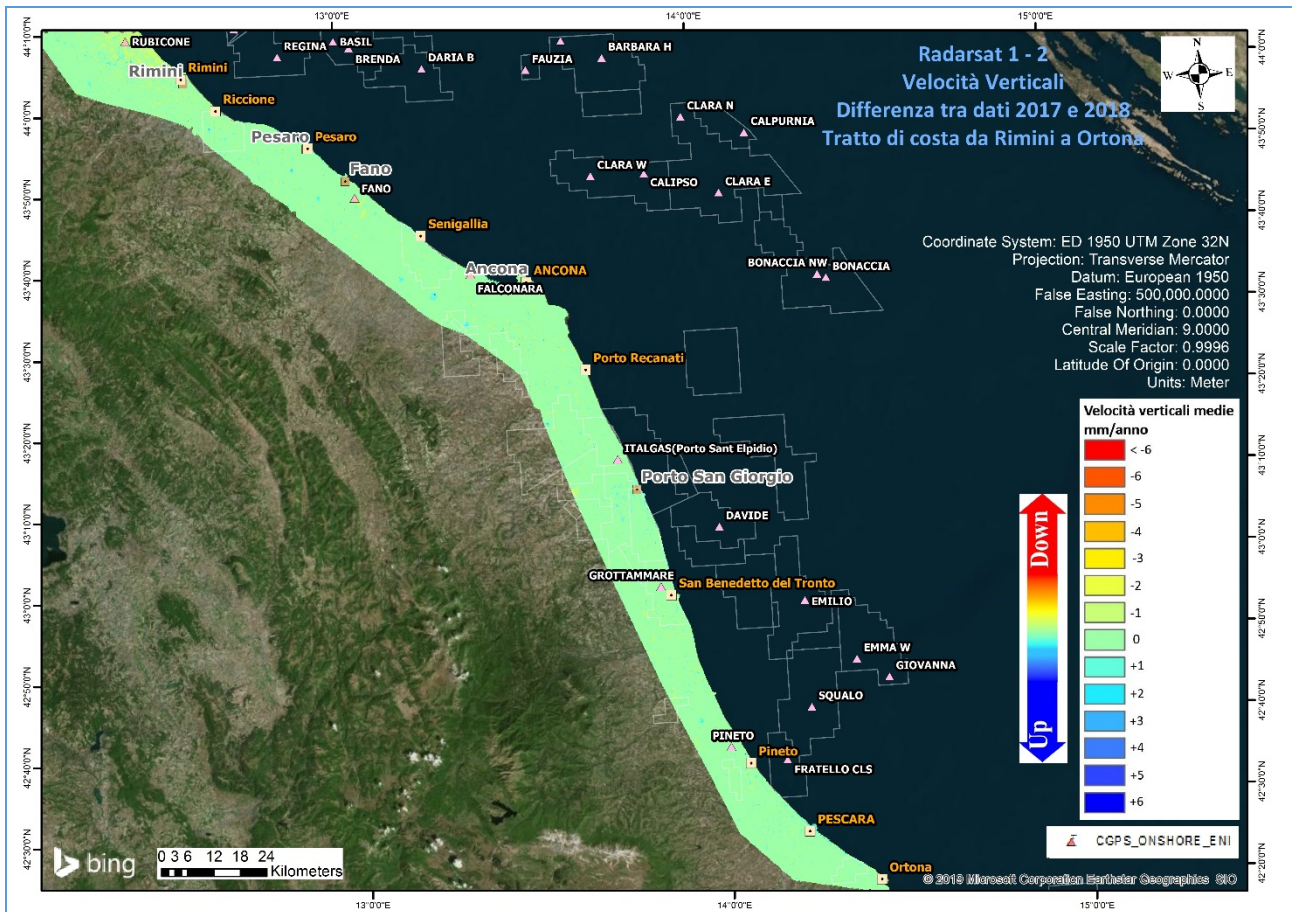 13°0'0"E
14°0'0"E
15°0'0"E
Radarsat 1 - 2
Velocità Verticali
Differenza tra dati 2017 e 2018
Tratto di costa da Rimini a Ortona
N
W
E
S
RUBICONE
REGINA
BASIL
BRENDA
DARIA B
FAUZIA
BARBARA H
Rimini
Rimini
Riccione
CLARA N
CALPURNIA
Pesaro
Pesaro
Fano
FANO
CLARA W
CALIPSO
CLARA E
Senigallia
Ancona
ANCONA
FALCONARA
BONACCIA NW
BONACCIA
Coordinate System: ED 1950 UTM Zone 32N
Projection: Transverse Mercator
Datum: European 1950
False Easting: 500,000.0000
False Northing: 0.0000
Central Meridian: 9.0000
Scale Factor: 0.9996
Latitude Of Origin: 0.0000
Units: Meter
Porto Recanati
ITALGAS(Porto Sant Elpidio)
Porto San Giorgio
DAVIDE
GROTTAMMARE
San Benedetto del Tronto
EMILIO
EMMA W
GIOVANNA
SQUALO
PINETO
Pineto
FRATELLO CLS
PESCARA
Ortona
Velocità verticali medie
mm/anno
< -6
-6
-5
-4
-3
-2
-1
0
+1
+2
+3
+4
+5
+6
Down
Up
CGPS_ONSHORE_ENI
44°10'0"N
44°0'0"N
43°50'0"N
43°40'0"N
43°30'0"N
43°20'0"N
43°10'0"N
43°0'0"N
42°50'0"N
42°40'0"N
42°30'0"N
44°0'0"N
43°50'0"N
43°40'0"N
43°30'0"N
43°20'0"N
43°10'0"N
43°0'0"N
42°50'0"N
42°40'0"N
42°30'0"N
42°20'0"N
bing
0 3 6 12 18 24
Kilometers
© 2019 Microsoft Corporation Earthstar Geographics SIO
13°0'0"E
14°0'0"E
15°0'0"E